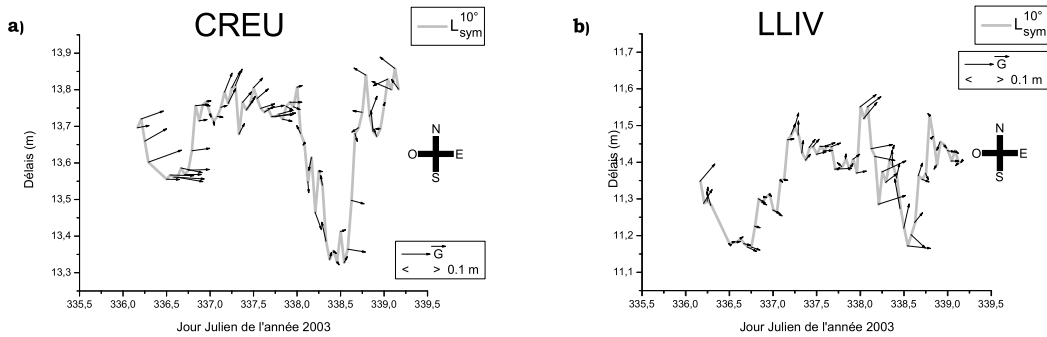 a)
CREU
L 10° sym
13,9
13,8
13,7
13,6
13,5
13,4
13,3
Délais (m)
N
O E
S
G
< > 0.1 m
335,5 336,0 336,5 337,0 337,5 338,0 338,5 339,0 339,5
Jour Julien de l'année 2003
b)
LLIV
L 10° sym
G
< > 0.1 m
11,7
11,6
11,5
11,4
11,3
11,2
11,1
Délais (m)
N
O E
S
335,5 336,0 336,5 337,0 337,5 338,0 338,5 339,0 339,5
Jour Julien de l'année 2003